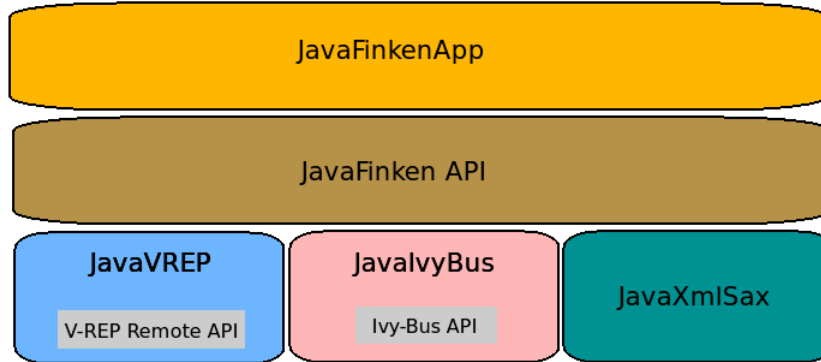 JavaFinkenApp
JavaFinken API
JavaVREP
V-REP Remote API
JavaIvyBus
Ivy-Bus API
JavaXmlSax